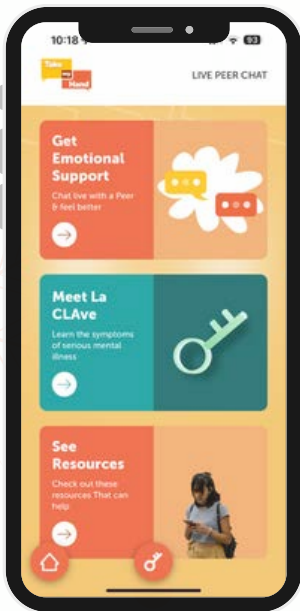 10:18
93
Take
my
Hand
LIVE PEER CHAT
Get
Emotional
Support
Chat live with a Peer
& feel better
Meet La
CLAve
Learn the symptoms
of serious mental
illness
See
Resources
Check out these
resources That can
help